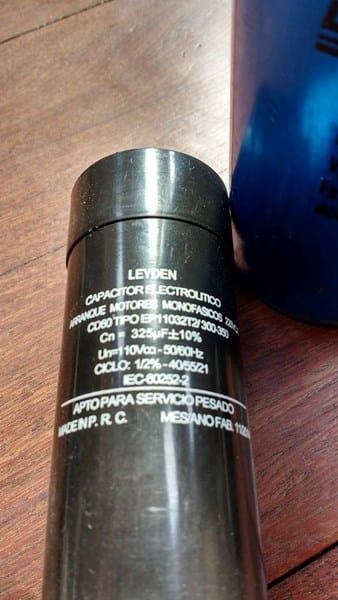 LEYDEN
CAPACITOR ELECTROLITICO
ARRANQUE MOTORES MONOFASICOS
CD60 TIPO EP11032T2/ 300-350
Cn = 325µF±10%
Un=110Vca - 50/60Hz
CICLO: 1/2% - 40/55/21
IEC-60252-2
APTO PARA SERVICIO PESADO
MADE IN P. R. C. MES/ANO FAB.